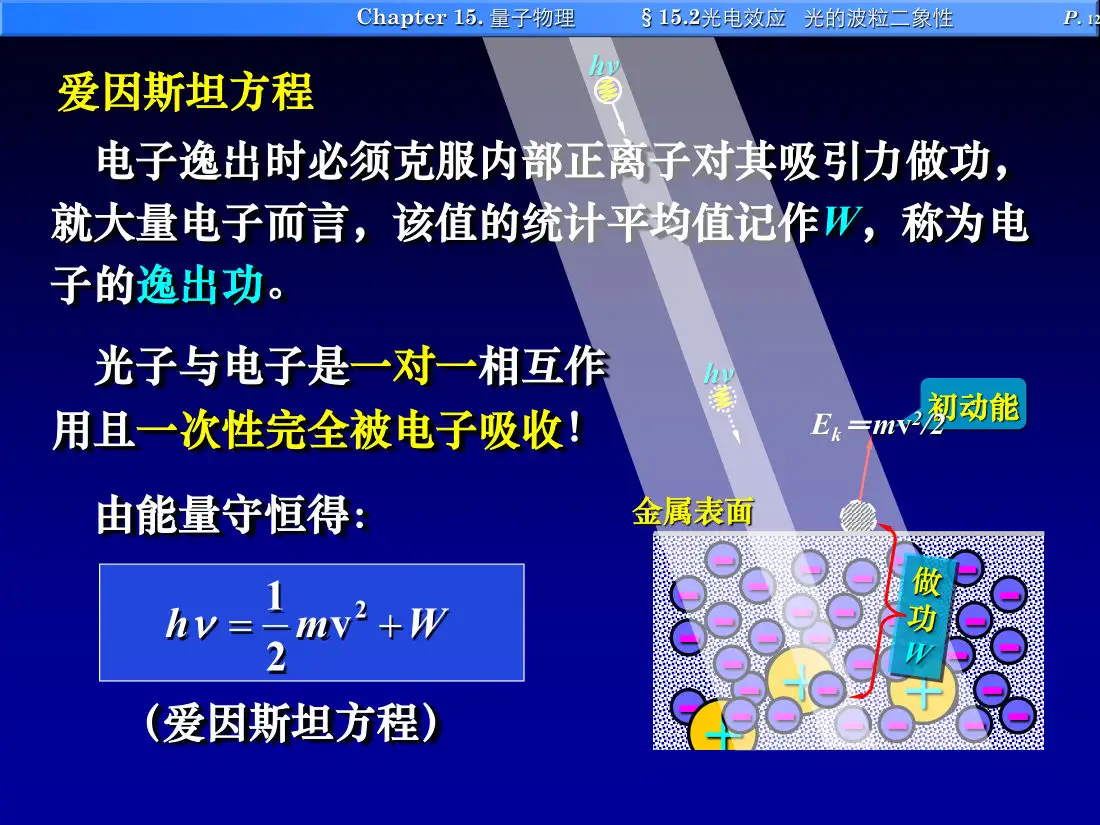 Chapter 15. 量子物理 §15.2光电效应 光的波粒二象性 P. 12
hν
爱因斯坦方程
电子逸出时必须克服内部正离子对其吸引力做功，
就大量电子而言，该值的统计平均值记作W，称为电
子的逸出功。
光子与电子是一对一相互作
用且一次性完全被电子吸收！
hν
初动能
Eₖ＝mv²/2
由能量守恒得：
金属表面
hν = 1/2 mv² + W
做
功
W
（爱因斯坦方程）